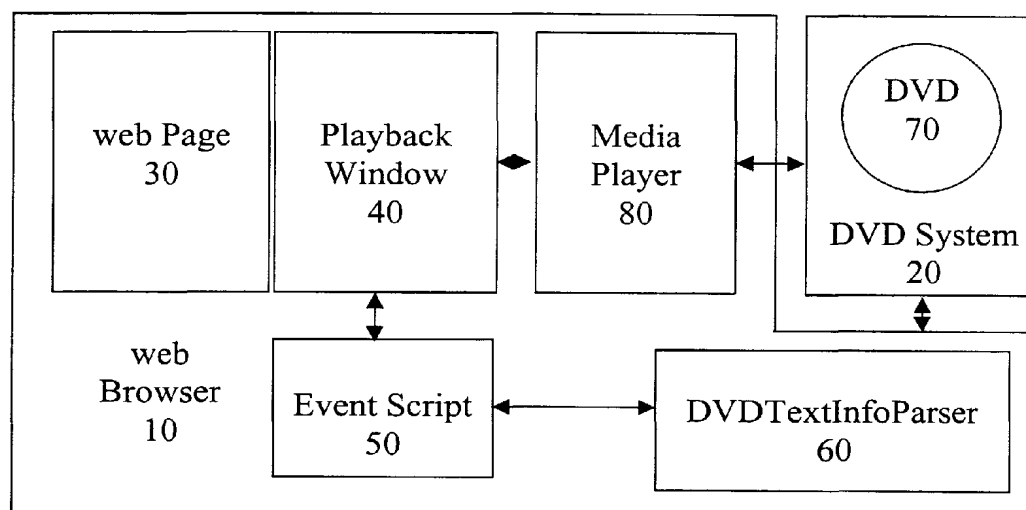 web Page
30
Playback
Window
40
Media
Player
80
DVD
70
DVD System
20
web
Browser
10
Event Script
50
DVDTextInfoParser
60